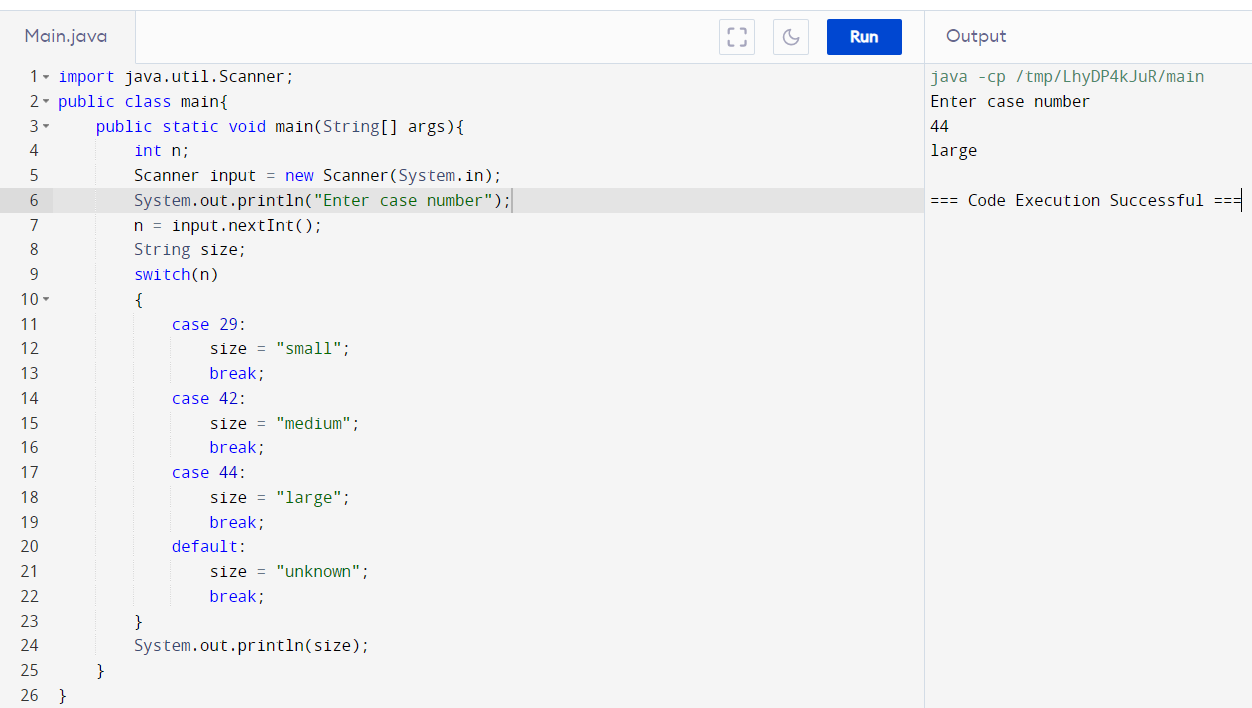 Main.java
Run
Output
1 import java.util.Scanner;
2 public class main{
3     public static void main(String[] args){
4         int n;
5         Scanner input = new Scanner(System.in);
6         System.out.println("Enter case number");
7         n = input.nextInt();
8         String size;
9         switch(n)
10         {
11             case 29:
12                 size = "small";
13                 break;
14             case 42:
15                 size = "medium";
16                 break;
17             case 44:
18                 size = "large";
19                 break;
20             default:
21                 size = "unknown";
22                 break;
23         }
24         System.out.println(size);
25     }
26 }
java -cp /tmp/LhyDP4kJuR/main
Enter case number
44
large
=== Code Execution Successful ===